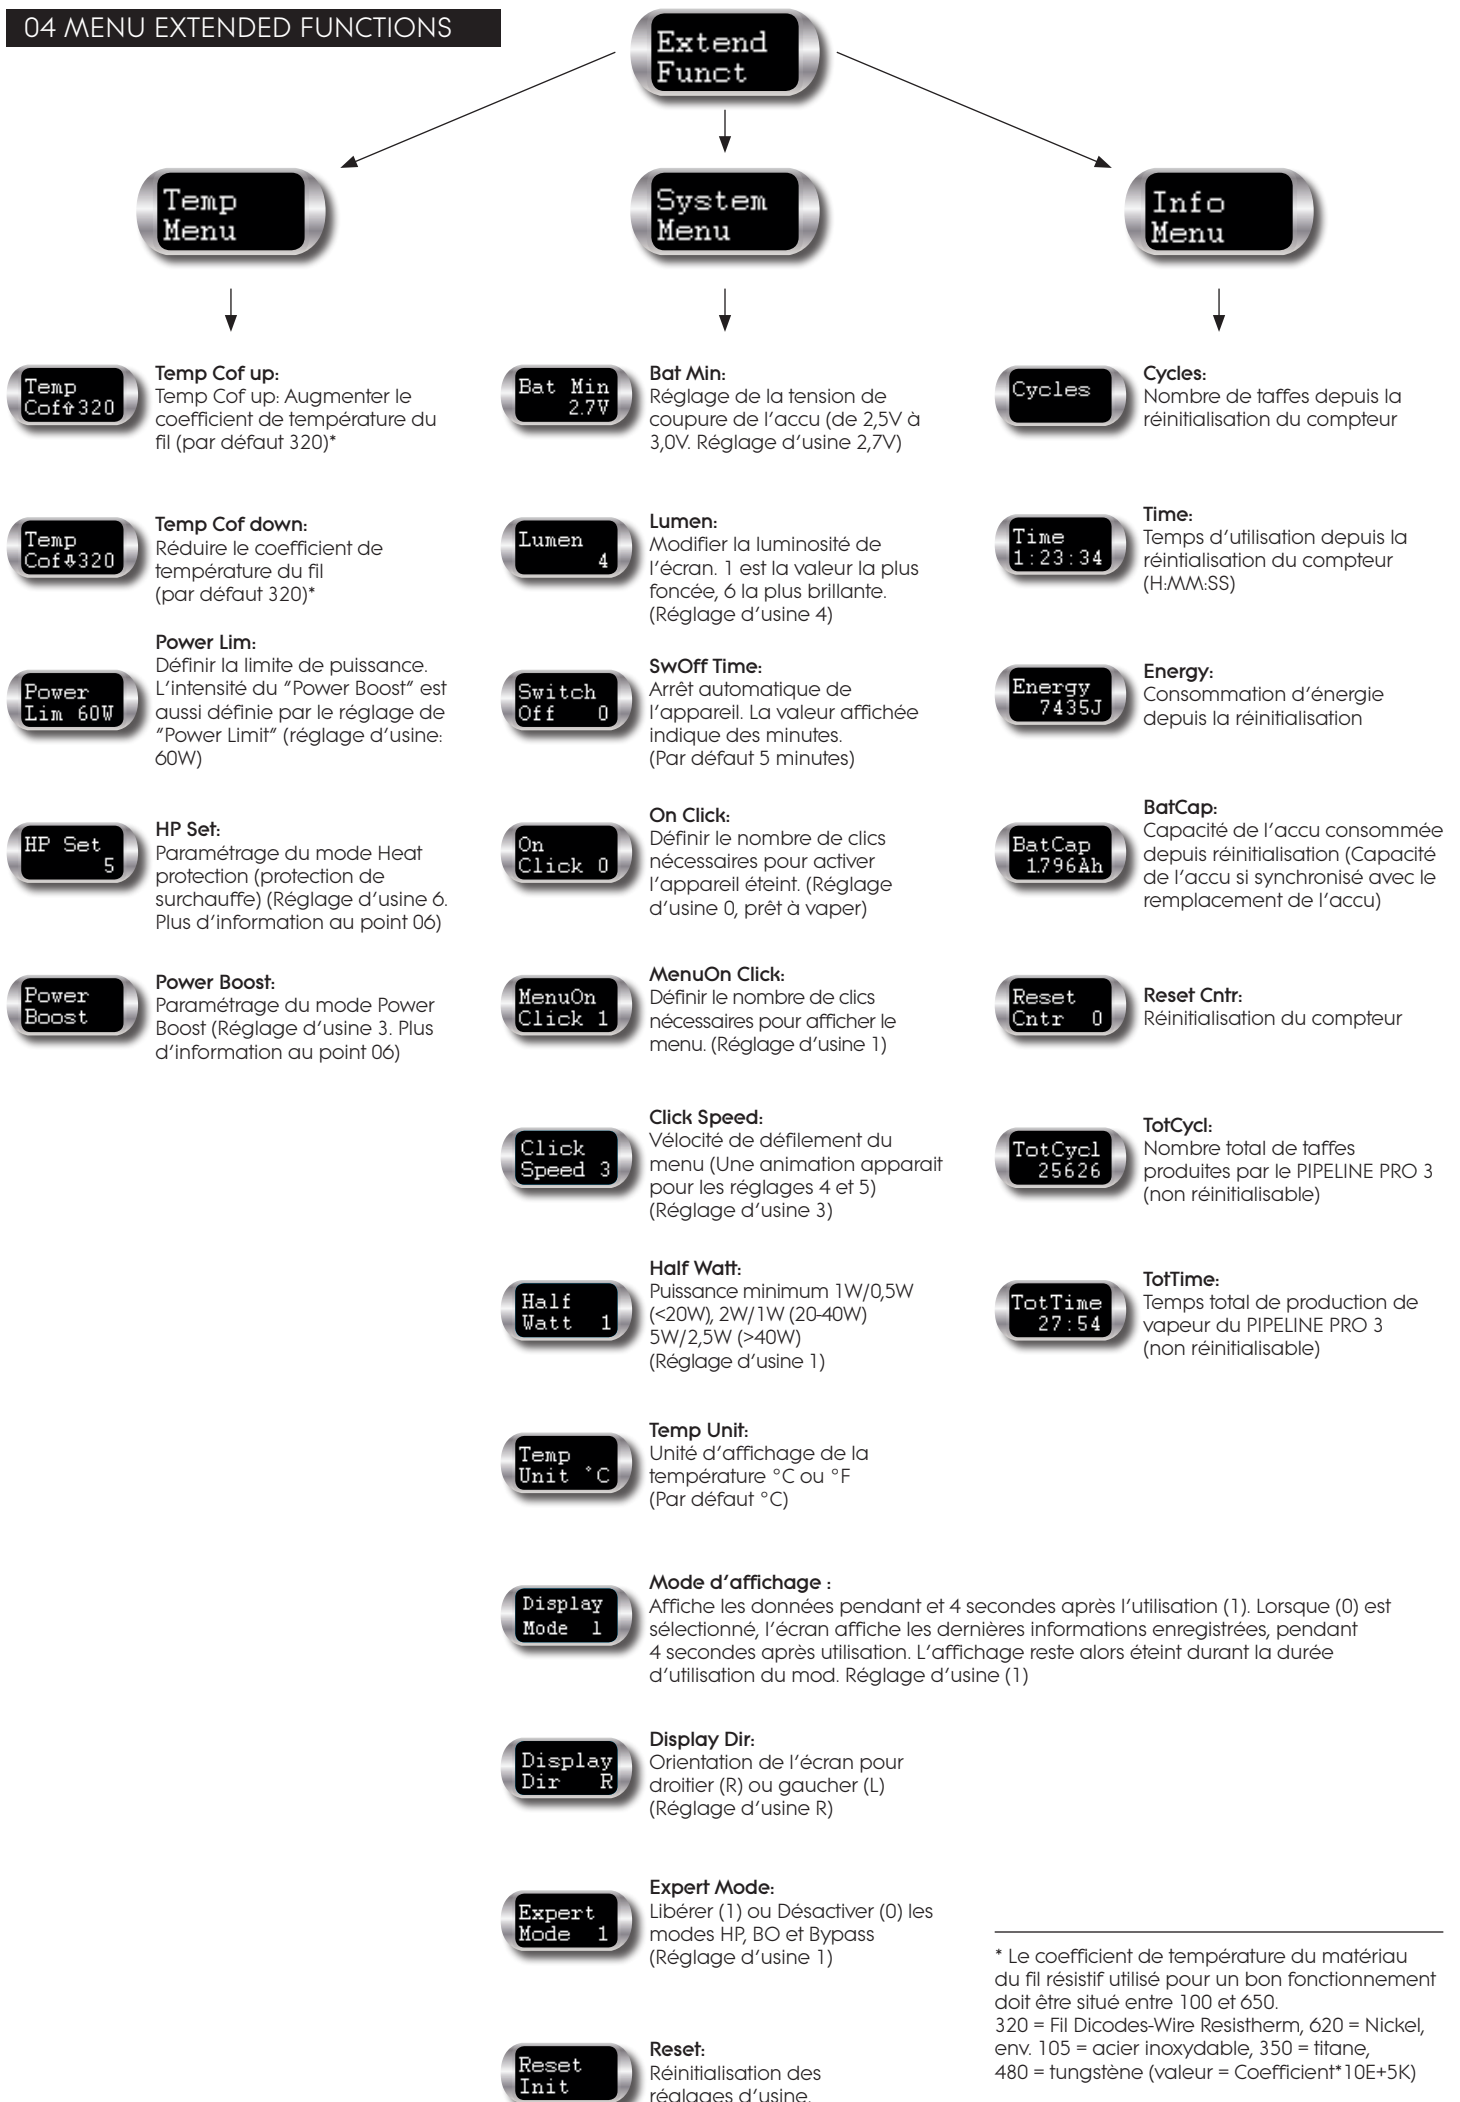 04 MENU EXTENDED FUNCTIONS
Extend
Funct
Temp
Menu
System
Menu
Info
Menu
Temp
Cof⇧320
Temp Cof up:
Temp Cof up: Augmenter le
coefficient de température du
fil (par défaut 320)*
Temp
Cof⇩320
Temp Cof down:
Réduire le coefficient de
température du fil
(par défaut 320)*
Power
Lim 60W
Power Lim:
Définir la limite de puissance.
L’intensité du “Power Boost” est
aussi définie par le réglage de
“Power Limit” (réglage d’usine:
60W)
HP Set
5
HP Set:
Paramétrage du mode Heat
protection (protection de
surchauffe) (Réglage d’usine 6.
Plus d’information au point 06)
Power
Boost
Power Boost:
Paramétrage du mode Power
Boost (Réglage d’usine 3. Plus
d’information au point 06)
Bat Min
2.7V
Bat Min:
Réglage de la tension de
coupure de l’accu (de 2,5V à
3,0V. Réglage d’usine 2,7V)
Lumen
4
Lumen:
Modifier la luminosité de
l’écran. 1 est la valeur la plus
foncée, 6 la plus brillante.
(Réglage d’usine 4)
Switch
Off 0
SwOff Time:
Arrêt automatique de
l’appareil. La valeur affichée
indique des minutes.
(Par défaut 5 minutes)
On
Click 0
On Click:
Définir le nombre de clics
nécessaires pour activer
l’appareil éteint. (Réglage
d’usine 0, prêt à vaper)
MenuOn
Click 1
MenuOn Click:
Définir le nombre de clics
nécessaires pour afficher le
menu. (Réglage d’usine 1)
Click
Speed 3
Click Speed:
Vélocité de défilement du
menu (Une animation apparait
pour les réglages 4 et 5)
(Réglage d’usine 3)
Half
Watt 1
Half Watt:
Puissance minimum 1W/0,5W
(<20W), 2W/1W (20-40W)
5W/2,5W (>40W)
(Réglage d’usine 1)
Temp
Unit °C
Temp Unit:
Unité d’affichage de la
température °C ou °F
(Par défaut °C)
Display
Mode 1
Mode d’affichage :
Affiche les données pendant et 4 secondes après l’utilisation (1). Lorsque (0) est
sélectionné, l’écran affiche les dernières informations enregistrées, pendant
4 secondes après utilisation. L’affichage reste alors éteint durant la durée
d’utilisation du mod. Réglage d’usine (1)
Display
Dir R
Display Dir:
Orientation de l’écran pour
droitier (R) ou gaucher (L)
(Réglage d’usine R)
Expert
Mode 1
Expert Mode:
Libérer (1) ou Désactiver (0) les
modes HP, BO et Bypass
(Réglage d’usine 1)
Reset
Init
Reset:
Réinitialisation des
réglages d’usine.
Cycles
Cycles:
Nombre de taffes depuis la
réinitialisation du compteur
Time
1:23:34
Time:
Temps d’utilisation depuis la
réintialisation du compteur
(H:MM:SS)
Energy
7435J
Energy:
Consommation d’énergie
depuis la réinitialisation
BatCap
1.796Ah
BatCap:
Capacité de l’accu consommée
depuis réinitialisation (Capacité
de l’accu si synchronisé avec le
remplacement de l’accu)
Reset
Cntr 0
Reset Cntr:
Réinitialisation du compteur
TotCycl
25626
TotCycl:
Nombre total de taffes
produites par le PIPELINE PRO 3
(non réinitialisable)
TotTime
27:54
TotTime:
Temps total de production de
vapeur du PIPELINE PRO 3
(non réinitialisable)
* Le coefficient de température du matériau
du fil résistif utilisé pour un bon fonctionnement
doit être situé entre 100 et 650.
320 = Fil Dicodes-Wire Resistherm, 620 = Nickel,
env. 105 = acier inoxydable, 350 = titane,
480 = tungstène (valeur = Coefficient*10E+5K)